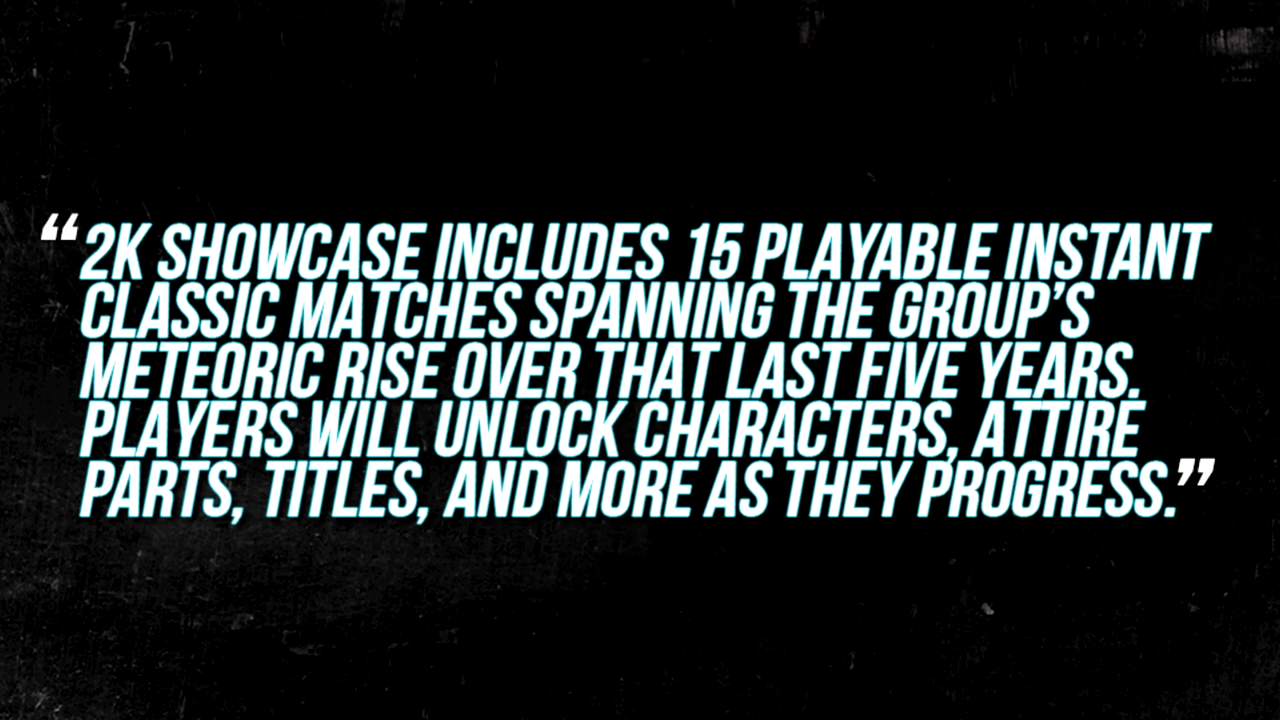 “2K SHOWCASE INCLUDES 15 PLAYABLE INSTANT
CLASSIC MATCHES SPANNING THE GROUP’S
METEORIC RISE OVER THAT LAST FIVE YEARS.
PLAYERS WILL UNLOCK CHARACTERS, ATTIRE
PARTS, TITLES, AND MORE AS THEY PROGRESS.”